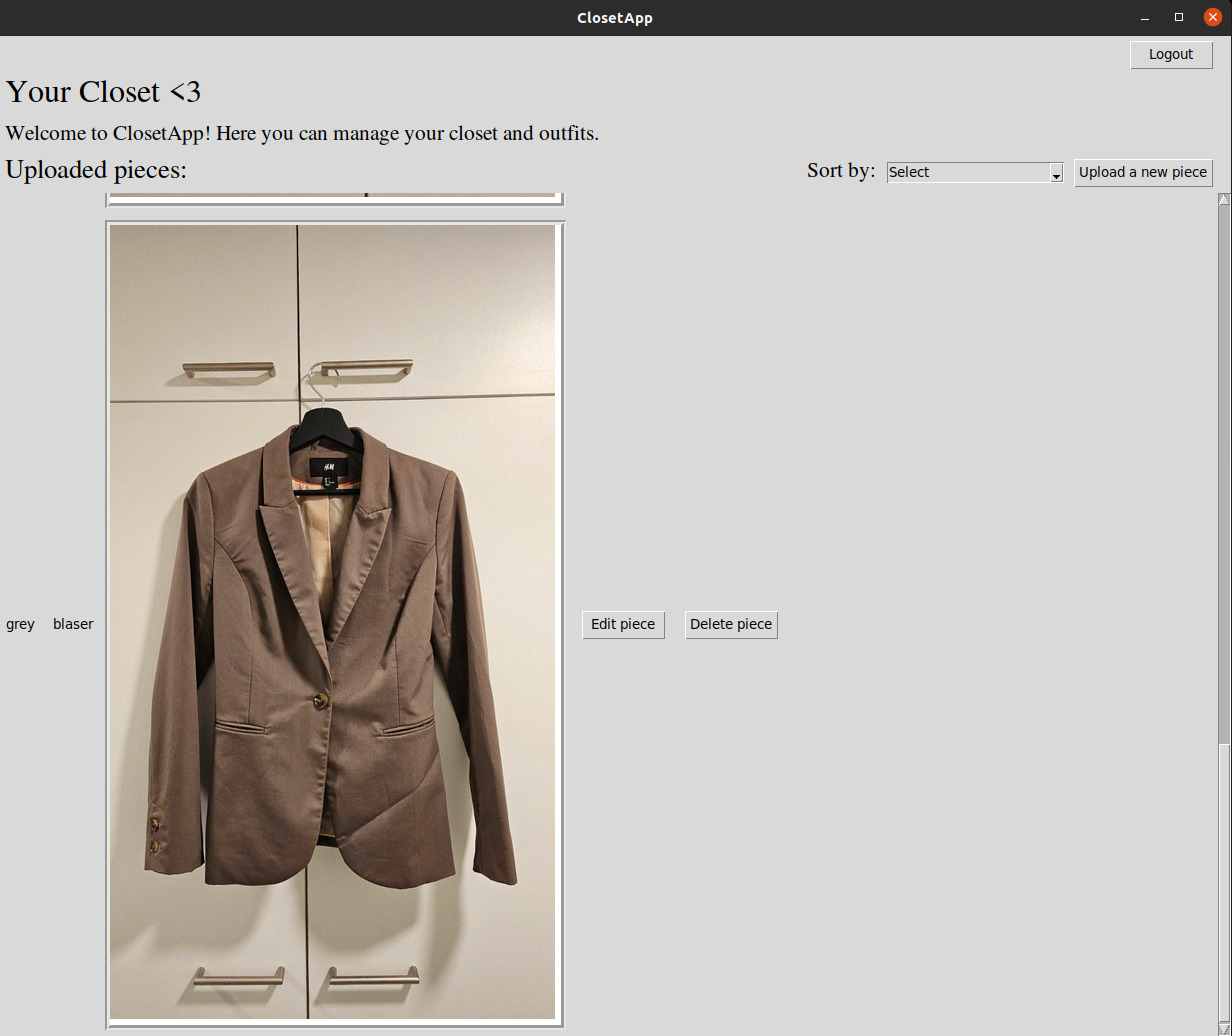 ClosetApp
Logout
Your Closet <3
Welcome to ClosetApp! Here you can manage your closet and outfits.
Uploaded pieces:
Sort by: Select Upload a new piece
H&M
grey blaser Edit piece Delete piece